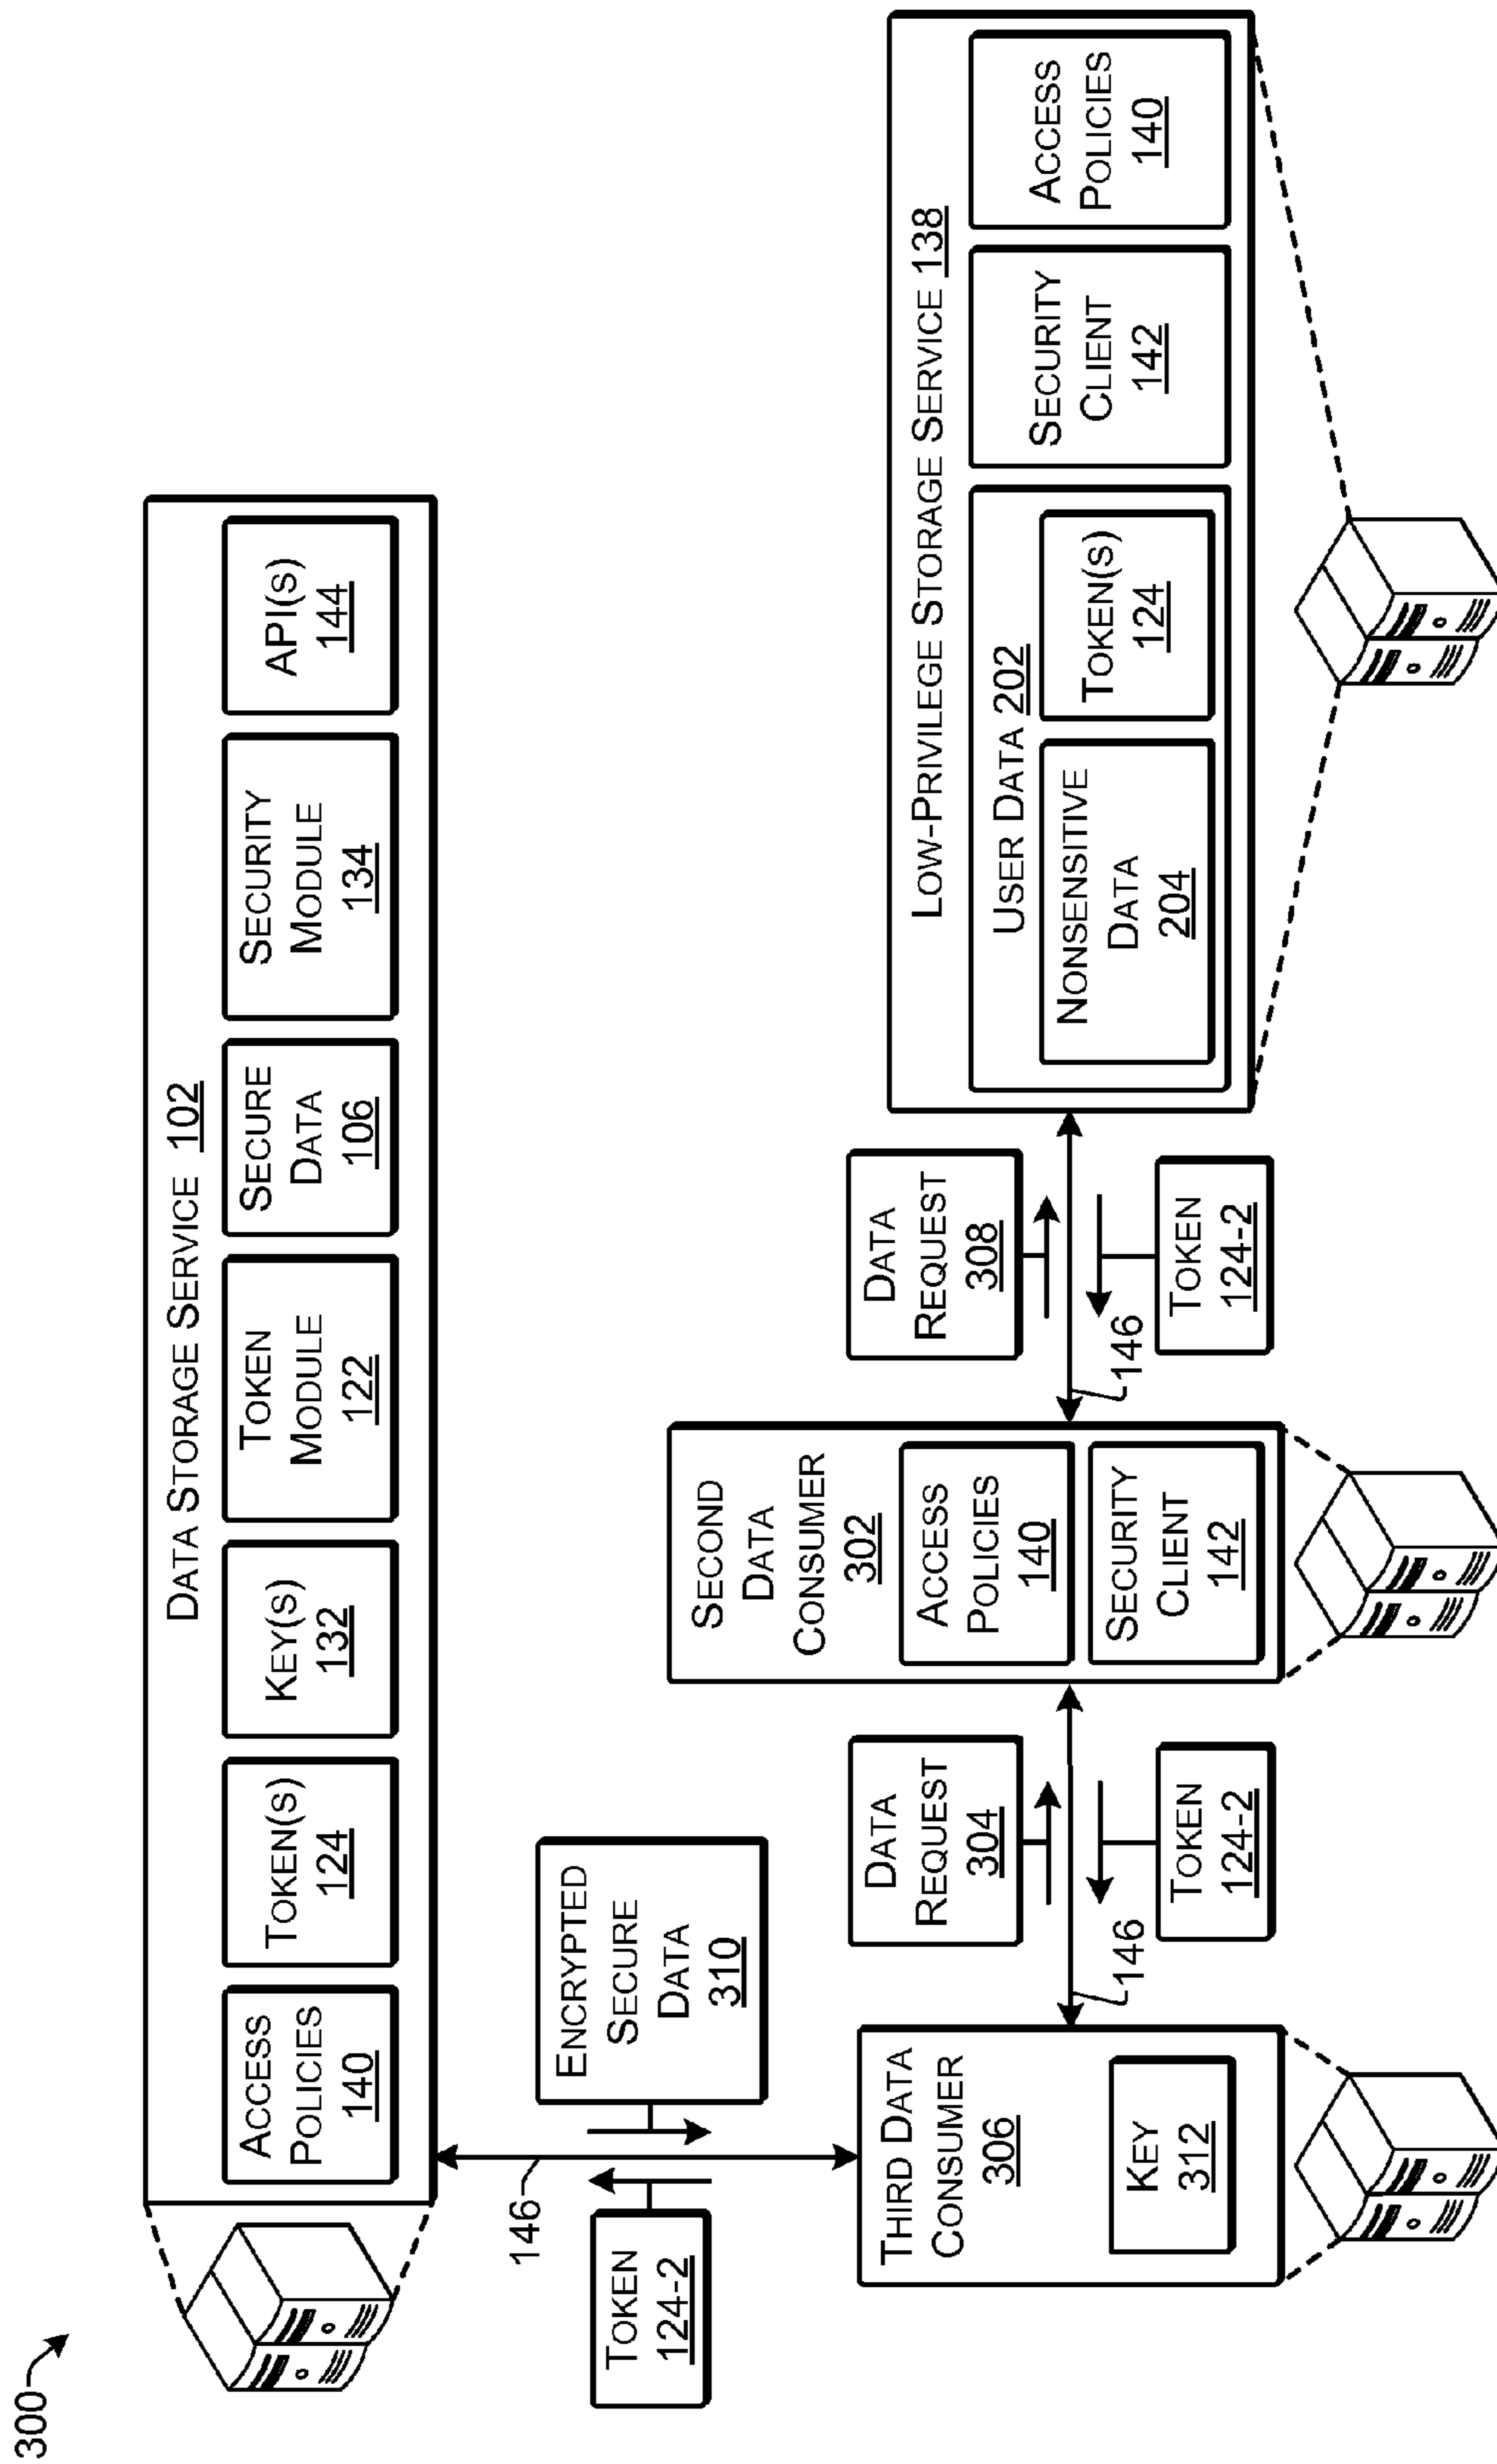 300
DATA STORAGE SERVICE 102
ACCESS
POLICIES
140
TOKEN(S)
124
KEY(S)
132
TOKEN
MODULE
122
SECURE
DATA
106
SECURITY
MODULE
134
API(S)
144
146
TOKEN
124-2
ENCRYPTED
SECURE
DATA
310
THIRD DATA
CONSUMER
306
KEY
312
DATA
REQUEST
304
146
TOKEN
124-2
SECOND
DATA
CONSUMER
302
ACCESS
POLICIES
140
SECURITY
CLIENT
142
DATA
REQUEST
308
146
TOKEN
124-2
LOW-PRIVILEGE STORAGE SERVICE 138
USER DATA 202
NONSENSITIVE
DATA
204
TOKEN(S)
124
SECURITY
CLIENT
142
ACCESS
POLICIES
140